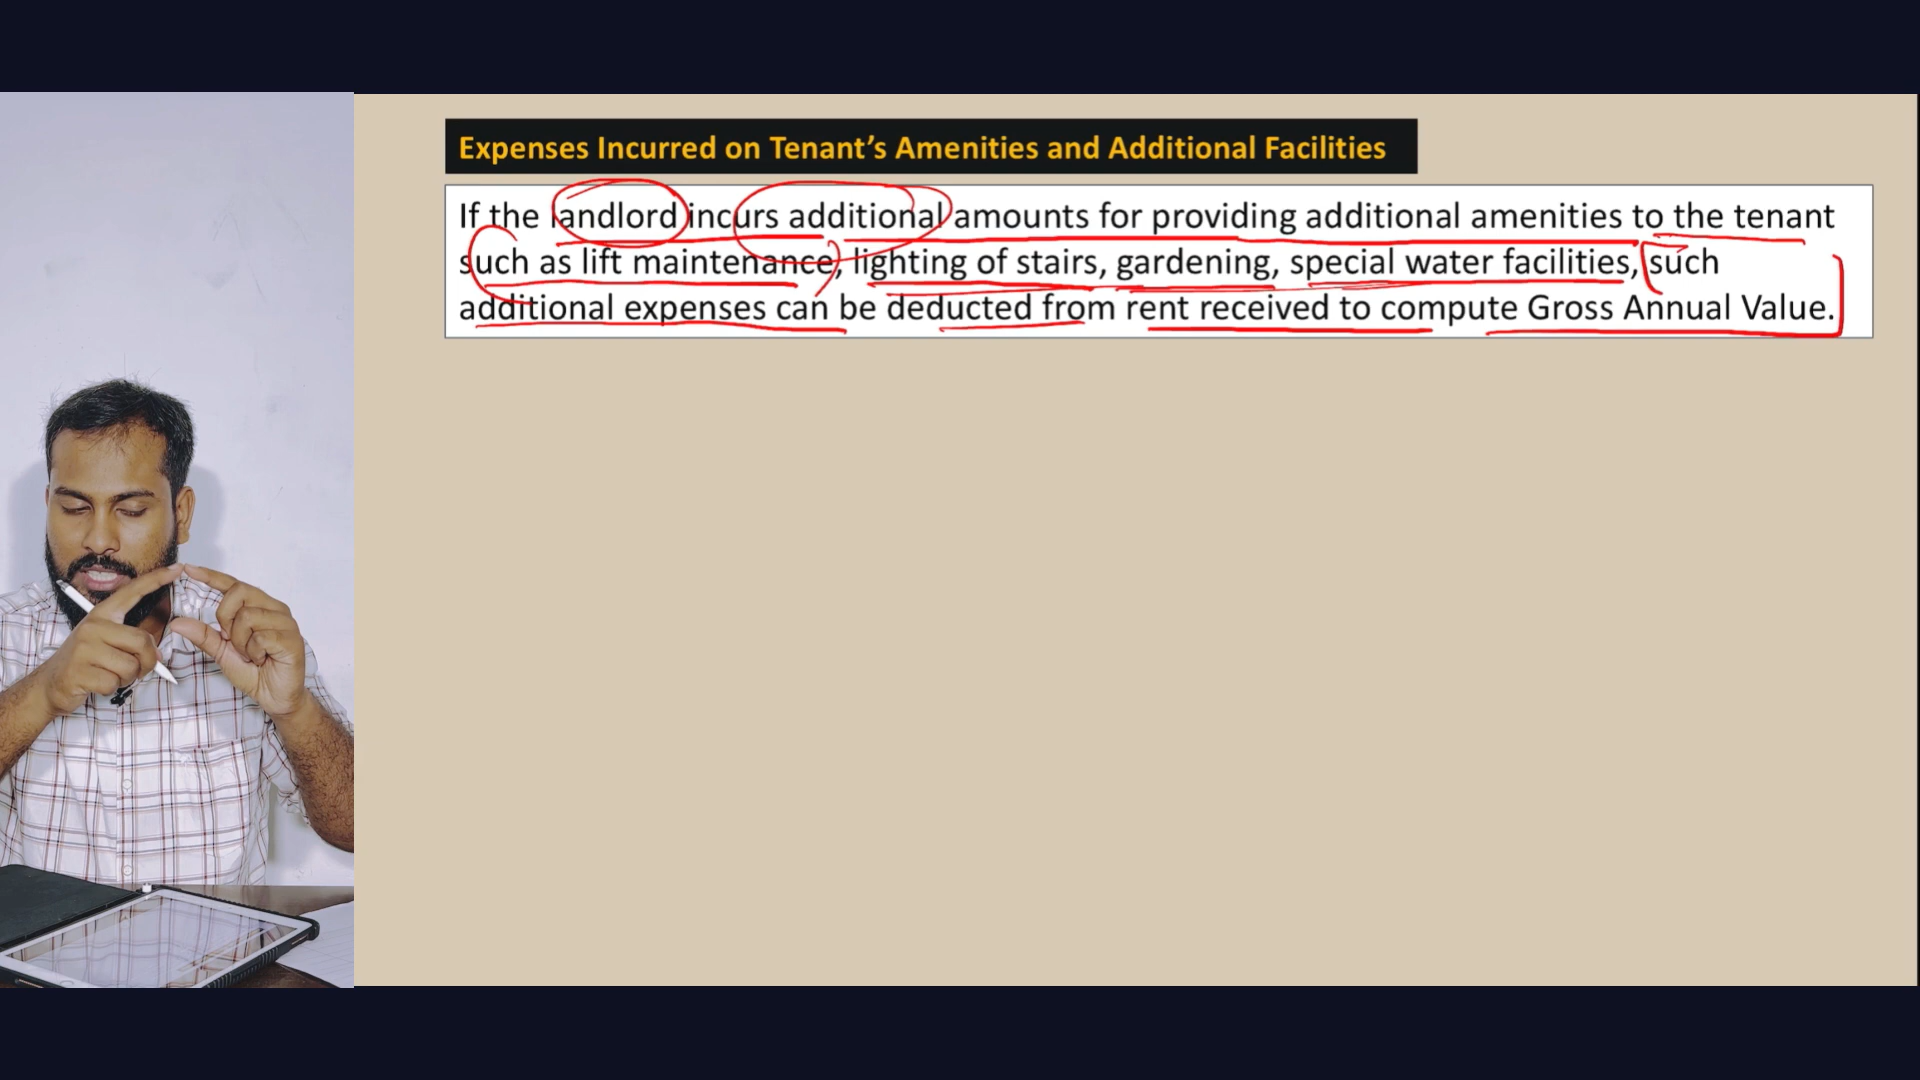 Expenses Incurred on Tenant’s Amenities and Additional Facilities
If the landlord incurs additional amounts for providing additional amenities to the tenant
such as lift maintenance, lighting of stairs, gardening, special water facilities, such
additional expenses can be deducted from rent received to compute Gross Annual Value.